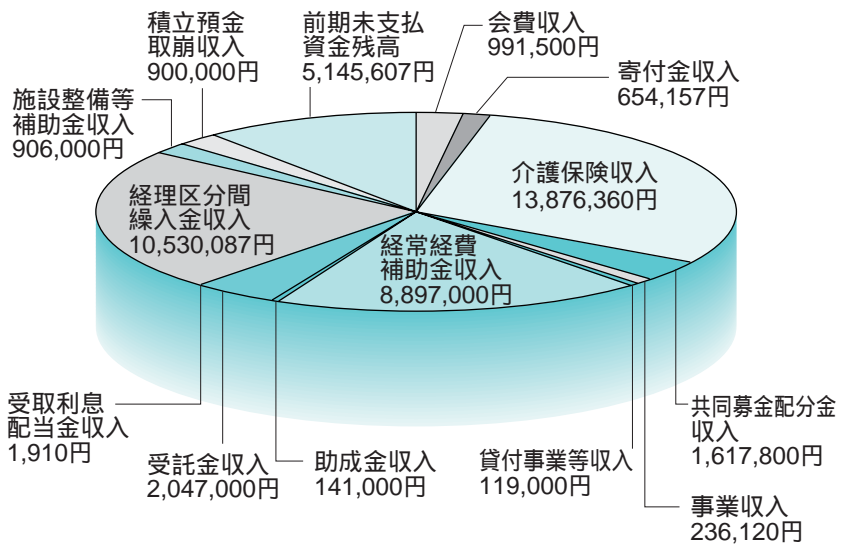 積立預金
取崩収入
900,000円
前期未支払
資金残高
5,145,607円
会費収入
991,500円
寄付金収入
654,157円
施設整備等
補助金収入
906,000円
介護保険収入
13,876,360円
経理区分間
繰入金収入
10,530,087円
経常経費
補助金収入
8,897,000円
受取利息
配当金収入
1,910円
受託金収入
2,047,000円
助成金収入
141,000円
貸付事業等収入
119,000円
共同募金配分金
収入
1,617,800円
事業収入
236,120円